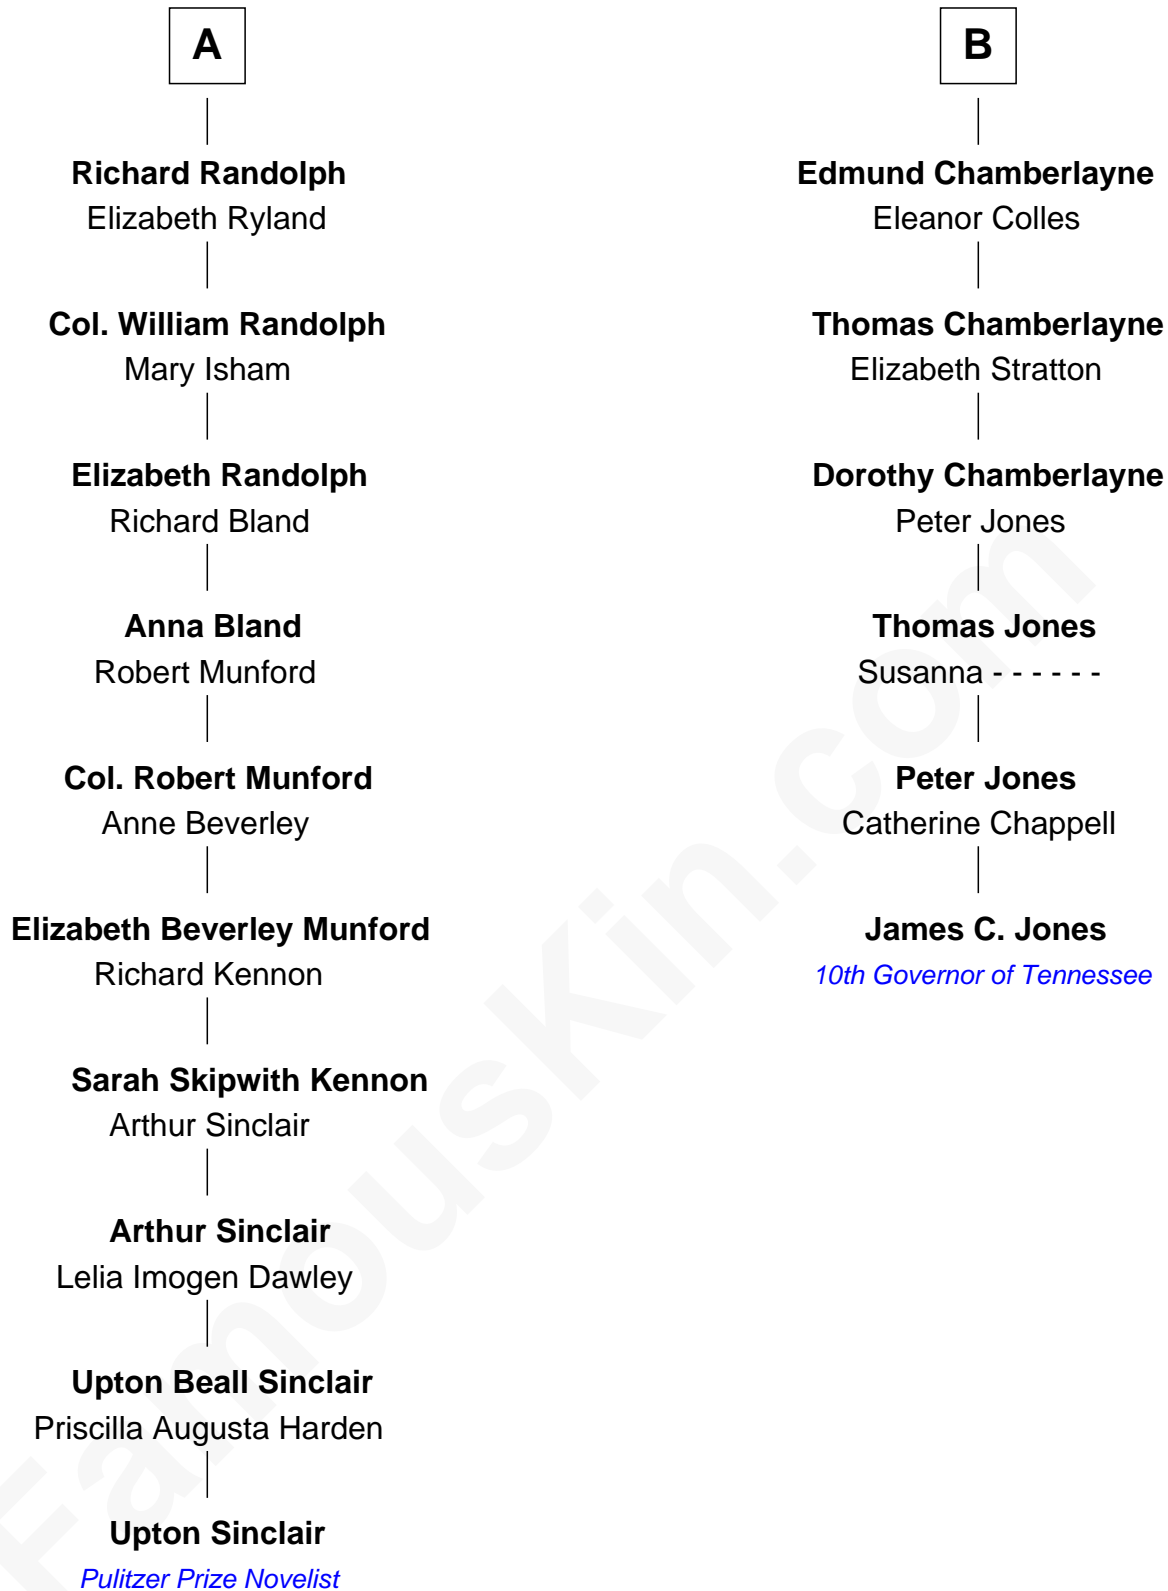 A
Richard Randolph
Elizabeth Ryland
Col. William Randolph
Mary Isham
Elizabeth Randolph
Richard Bland
Anna Bland
Robert Munford
Col. Robert Munford
Anne Beverley
Elizabeth Beverley Munford
Richard Kennon
Sarah Skipwith Kennon
Arthur Sinclair
Arthur Sinclair
Lelia Imogen Dawley
Upton Beall Sinclair
Priscilla Augusta Harden
Upton Sinclair
Pulitzer Prize Novelist
B
Edmund Chamberlayne
Eleanor Colles
Thomas Chamberlayne
Elizabeth Stratton
Dorothy Chamberlayne
Peter Jones
Thomas Jones
Susanna - - - - - -
Peter Jones
Catherine Chappell
James C. Jones
10th Governor of Tennessee
FamousKin.com